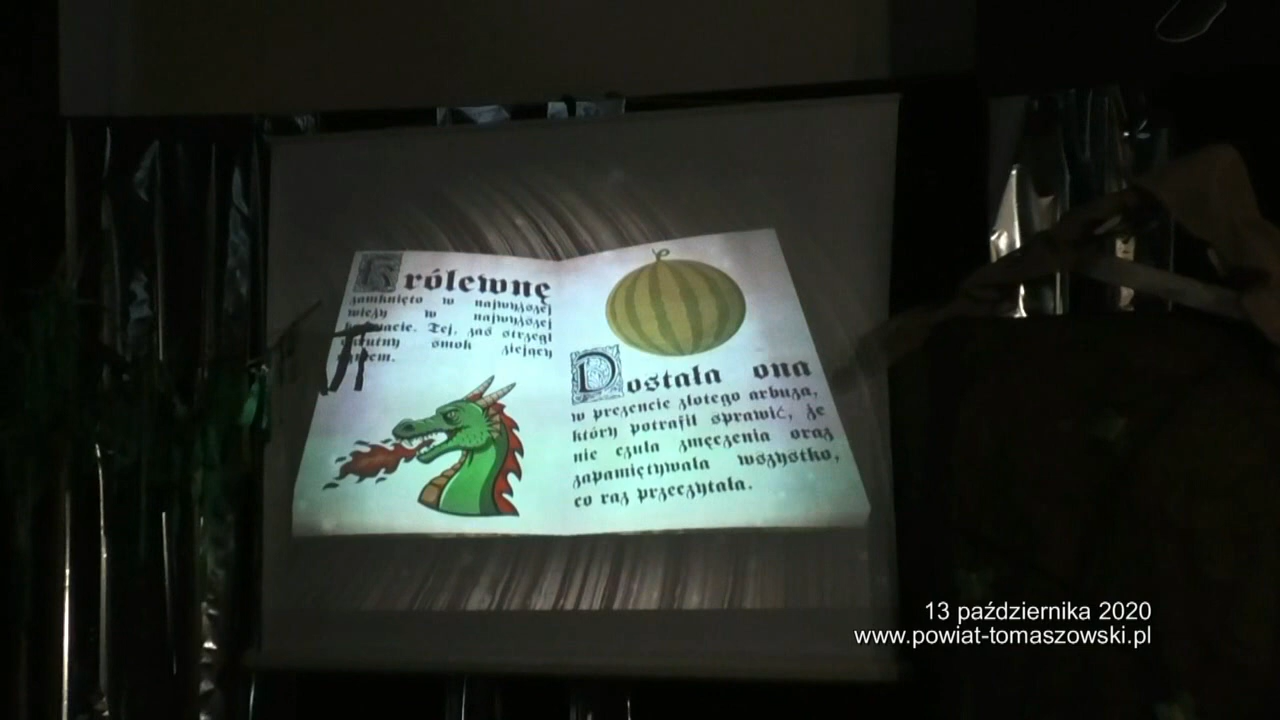 Królewnę
zamknięto w najwyższej
wieży w najwyższej
Tej, zaś strzegł
smok ziejący
Dostała ona
w prezencie złotego arbuza,
który potrafił sprawić, że
nie czuła zmęczenia oraz
zapamiętywała wszystko,
co raz przeczytała.
13 października 2020
www.powiat-tomaszowski.pl